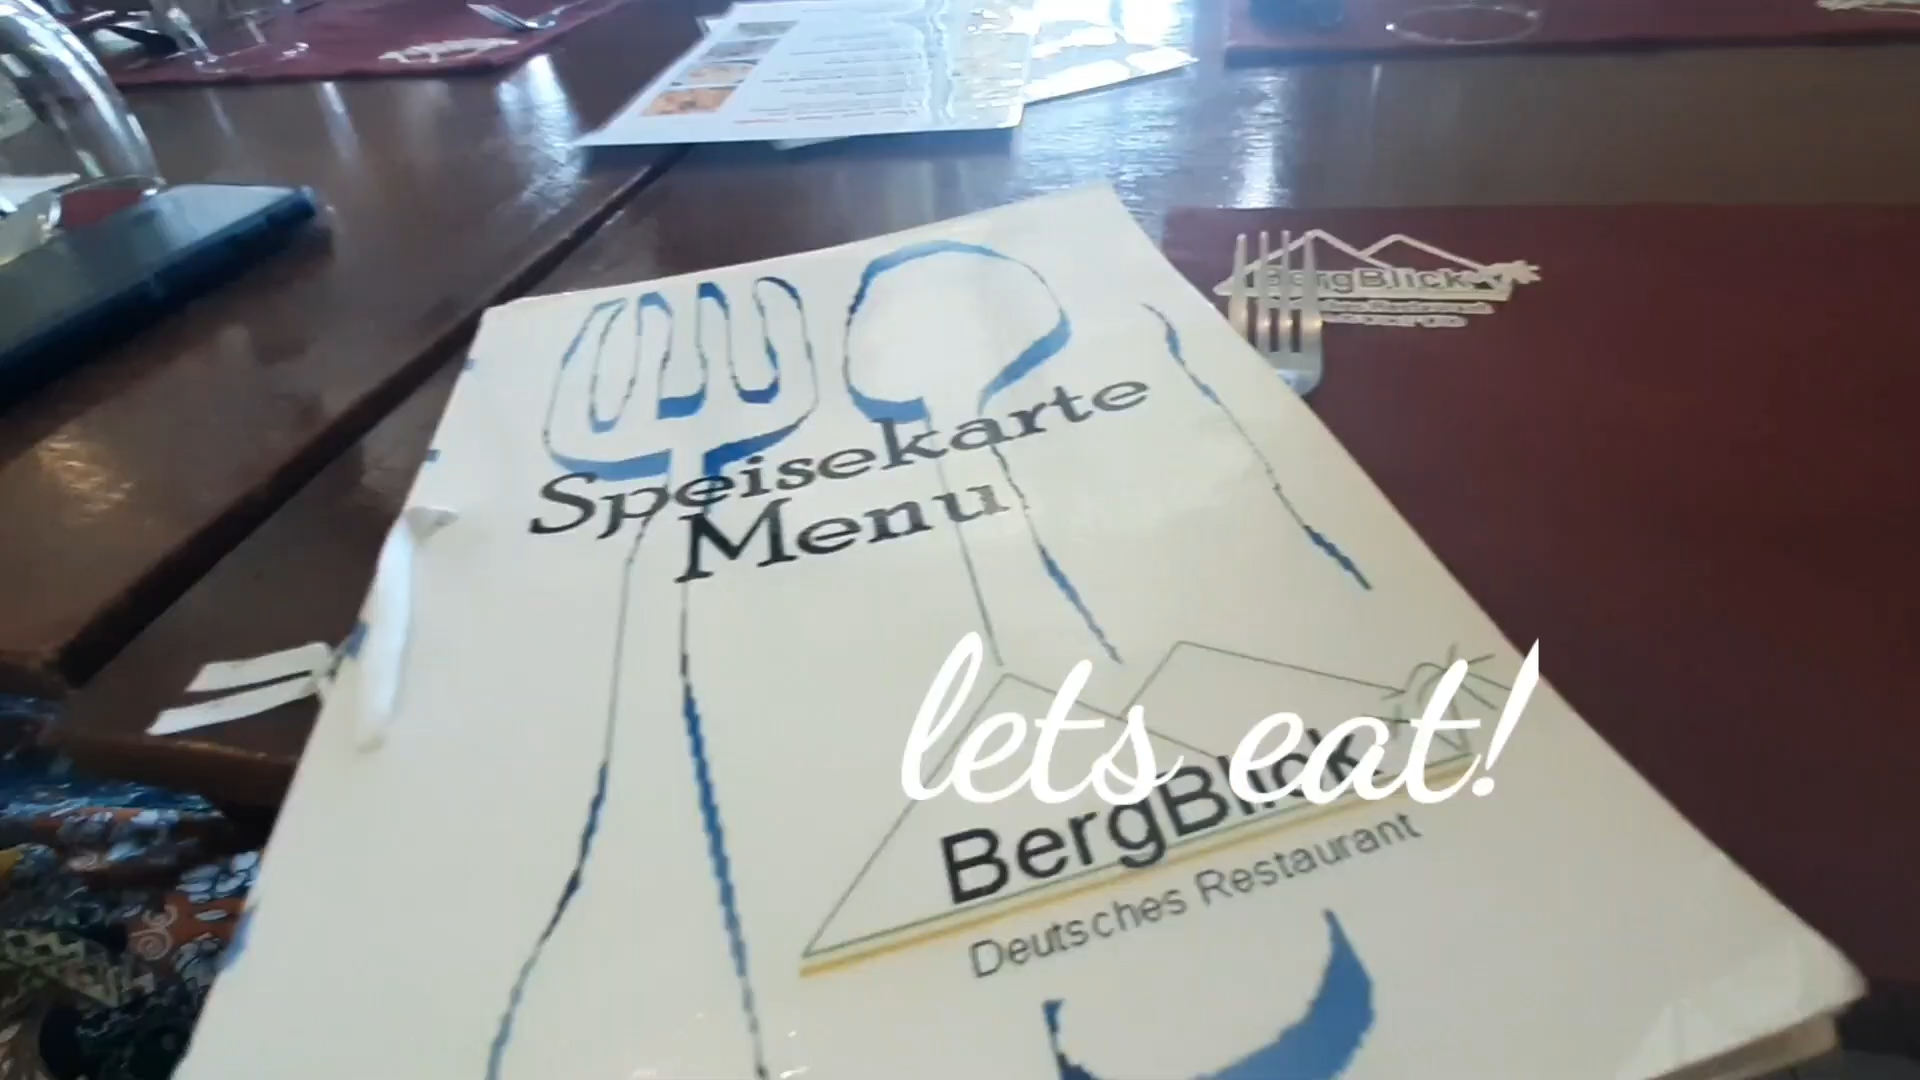 BergBlick
Speisekarte
Menu
lets eat!
BergBlick
Deutsches Restaurant